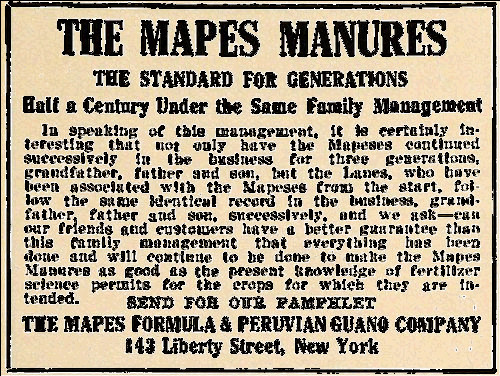 THE MAPES MANURES
THE STANDARD FOR GENERATIONS
Half a Century Under the Same Family Management
In speaking of this management, it is certainly in-
teresting that not only have the Mapeses continued
successively in the business for three generations,
grandfather, father and son, but the Lanes, who have
been associated with the Mapeses from the start, fol-
low the same identical record in the business, grand-
father, father and son, successively, and we ask—can
our friends and customers have a better guarantee than
this family management that everything has been
done and will continue to be done to make the Mapes
Manures as good as the present knowledge of fertilizer
science permits for the crops for which they are in-
tended. SEND FOR OUR PAMPHLET
THE MAPES FORMULA & PERUVIAN GUANO COMPANY
143 Liberty Street, New York